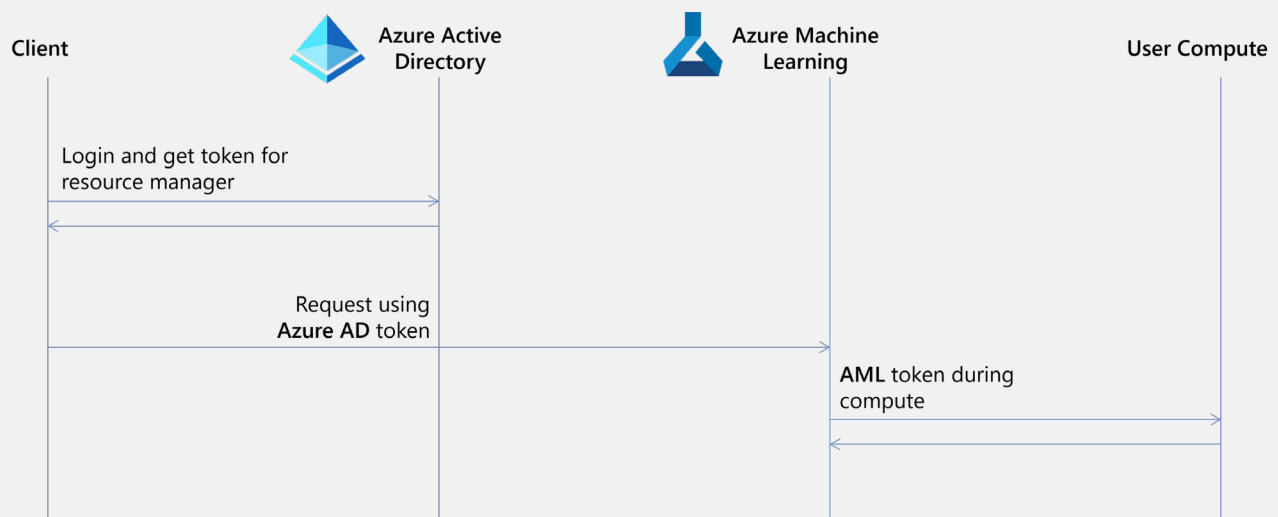 Client
Azure Active
Directory
Azure Machine
Learning
User Compute
Login and get token for
resource manager
Request using
Azure AD token
AML token during
compute